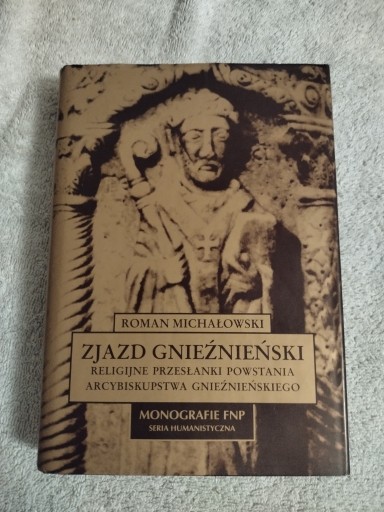 ROMAN MICHAŁOWSKI
ZJAZD GNIEŹNIEŃSKI
RELIGIJNE PRZESŁANKI POWSTANIA
ARCYBISKUPSTWA GNIEŹNIEŃSKIEGO
MONOGRAFIE FNP
SERIA HUMANISTYCZNA